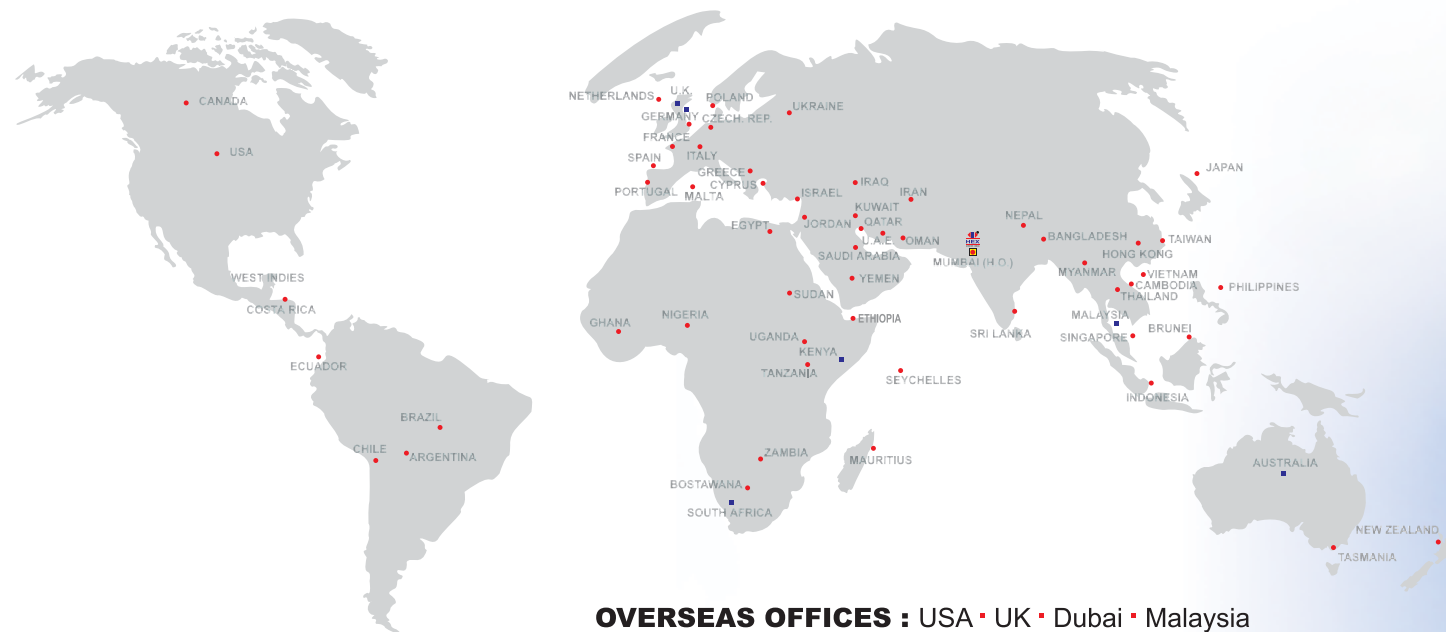 CANADA
USA
WEST INDIES
COSTA RICA
ECUADOR
BRAZIL
CHILE
ARGENTINA
NETHERLANDS
U.K.
POLAND
UKRAINE
GERMANY
CZECH. REP.
FRANCE
ITALY
SPAIN
GREECE
CYPRUS
PORTUGAL
MALTA
ISRAEL
IRAQ
IRAN
KUWAIT
JORDAN
QATAR
EGYPT
U.A.E.
OMAN
SAUDI ARABIA
YEMEN
SUDAN
ETHIOPIA
GHANA
NIGERIA
UGANDA
KENYA
TANZANIA
SEYCHELLES
ZAMBIA
MAURITIUS
BOSTAWANA
SOUTH AFRICA
HEX
MUMBAI (H.O.)
NEPAL
BANGLADESH
JAPAN
TAIWAN
HONG KONG
MYANMAR
VIETNAM
CAMBODIA
THAILAND
PHILIPPINES
MALAYSIA
SRI LANKA
SINGAPORE
BRUNEI
INDONESIA
AUSTRALIA
NEW ZEALAND
TASMANIA
OVERSEAS OFFICES : USA ▪ UK ▪ Dubai ▪ Malaysia